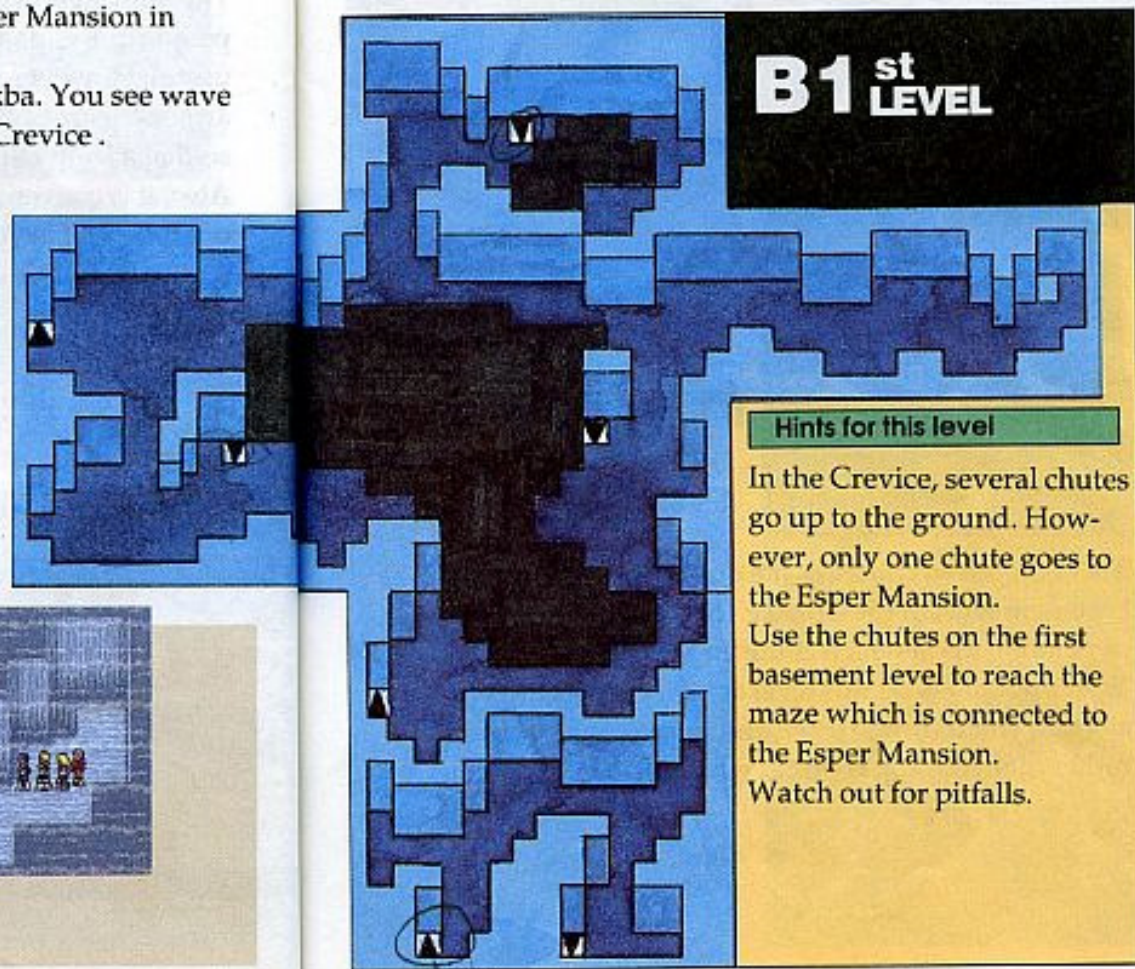 er Mansion in
kba. You see wave
Crevice .
B1 st LEVEL
Hints for this level
In the Crevice, several chutes
go up to the ground. How-
ever, only one chute goes to
the Esper Mansion.
Use the chutes on the first
basement level to reach the
maze which is connected to
the Esper Mansion.
Watch out for pitfalls.